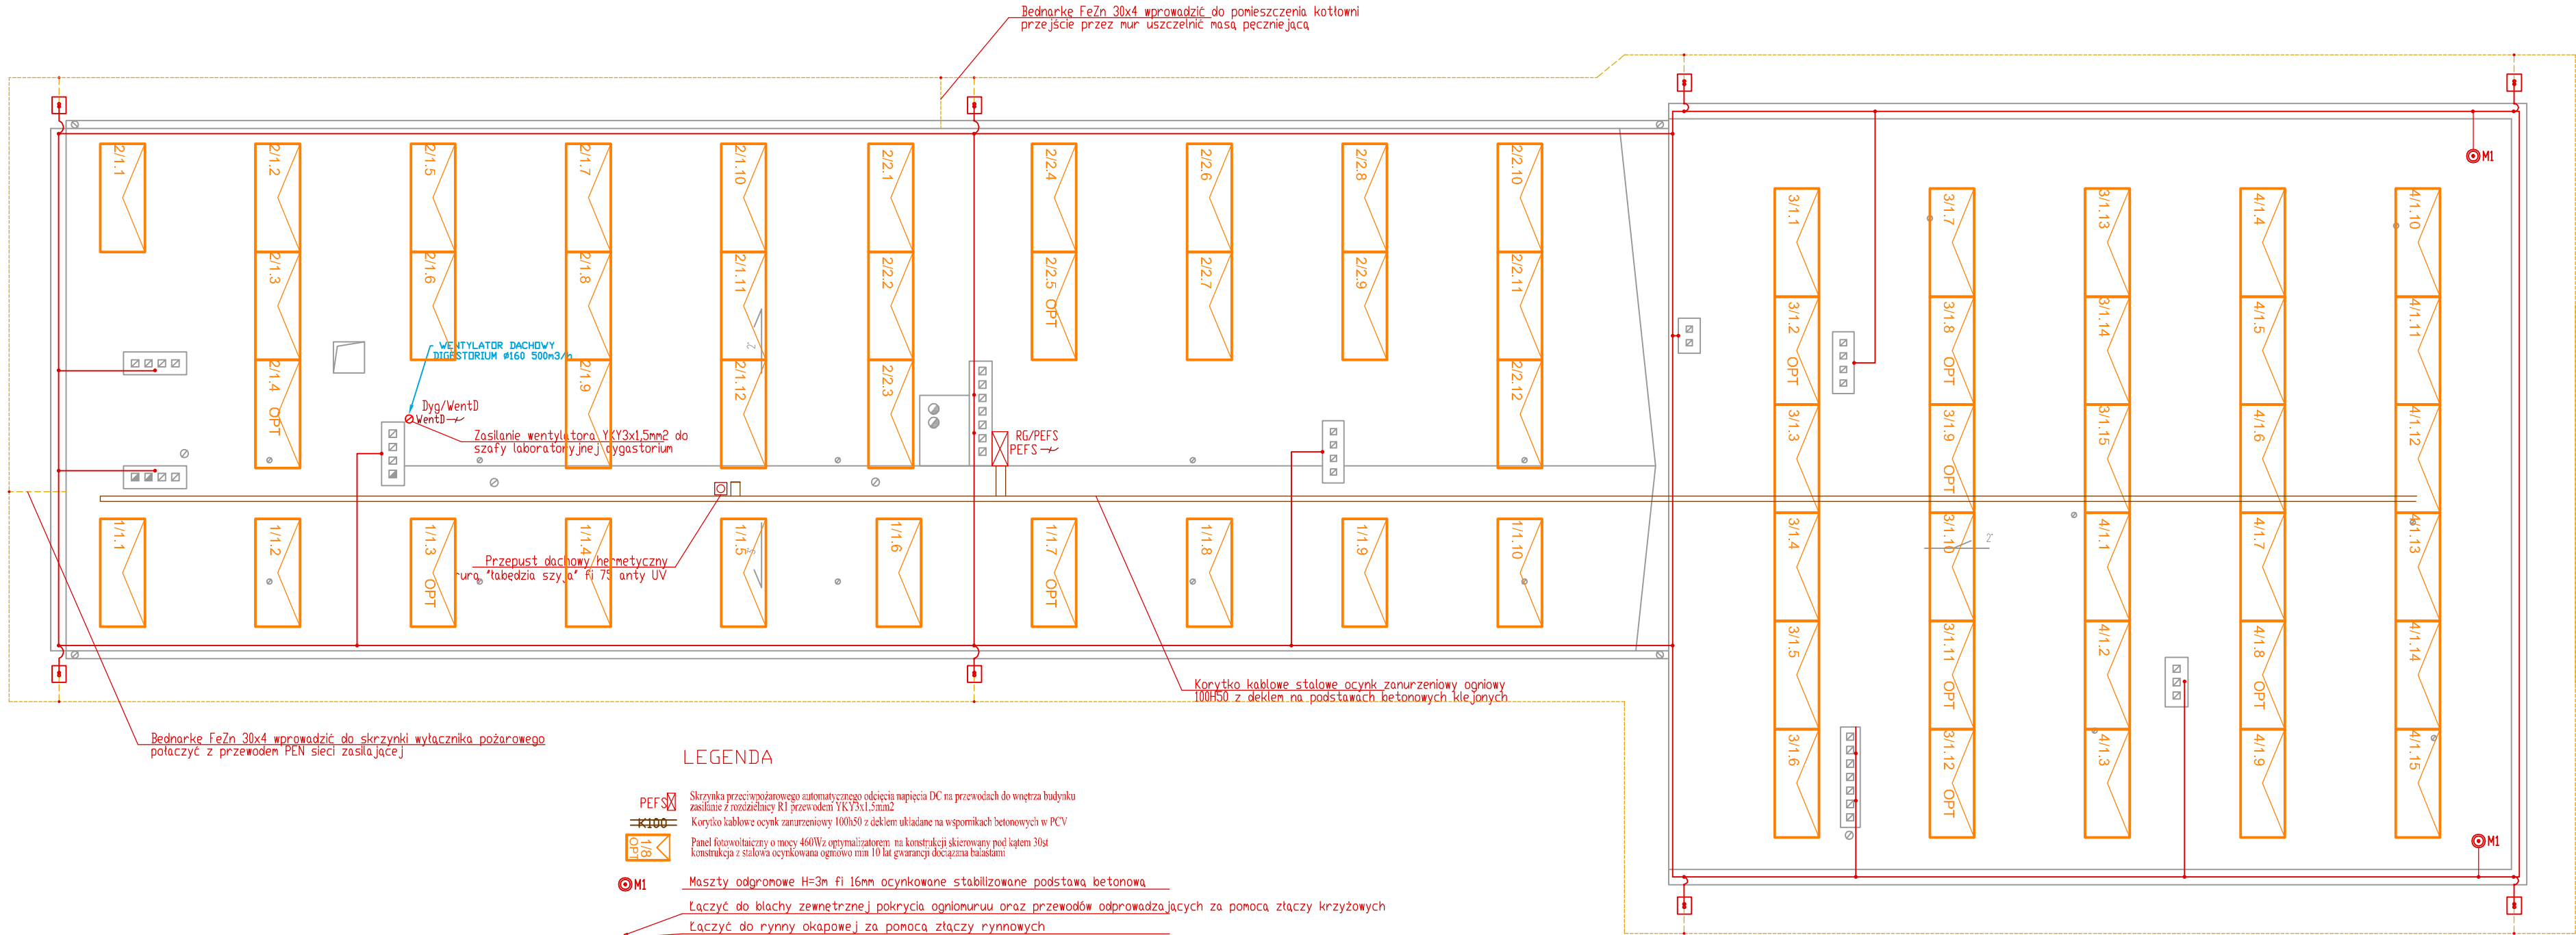 Bednarkę FeZn 30x4 wprowadzić do pomieszczenia kotłowni
przejście przez mur uszczelnić masą pęczniejącą
M1
2/1.1
2/1.2
2/1.5
2/1.7
2/1.10
2/2.1
2/2.4
2/2.6
2/2.8
2/2.10
2/1.3
2/1.6
2/1.8
2/1.11
2/2.2
2/2.5 OPT
2/2.7
2/2.9
2/2.11
2/1.4 OPT
2/1.9
2/1.12
2/2.3
2/2.12
3/1.1
3/1.7
3/1.13
4/1.4
4/1.10
3/1.2 OPT
3/1.8 OPT
3/1.14
4/1.5
4/1.11
3/1.3
3/1.9 OPT
3/1.15
4/1.6
4/1.12
3/1.4
3/1.10
4/1.1
4/1.7
4/1.13
3/1.5
3/1.11 OPT
4/1.2
4/1.8 OPT
4/1.14
3/1.6
3/1.12 OPT
4/1.3
4/1.9
4/1.15
WENTYLATOR DACHOWY
DIGESTORIUM ø160 500m3/h
Dyg/WentD
WentD
Zasilanie wentylatora YKY3x1,5mm2 do
szafy laboratoryjnej dygastorium
RG/PEFS
PEFS
2°
1/1.1
1/1.2
1/1.3 OPT
1/1.4
1/1.5
1/1.6
1/1.7 OPT
1/1.8
1/1.9
1/1.10
Przepust dachowy hermetyczny
rurą "łabędzia szyja" fi 75 anty UV
Korytko kablowe stalowe ocynk zanurzeniowy ogniowy
100H50 z deklem na podstawach betonowych klejonych
Bednarkę FeZn 30x4 wprowadzić do skrzynki wyłącznika pożarowego
połaczyć z przewodem PEN sieci zasilającej
M1
LEGENDA
PEFS
Skrzynka przeciwpożarowego automatycznego odcięcia napięcia DC na przewodach do wnętrza budynku
zasilanie z rozdzielnicy R1 przewodem YKY3x1,5mm2
K100
Korytko kablowe ocynk zanurzeniowy 100h50 z deklem układane na wspornikach betonowych w PCV
1/8
OPT
Panel fotowoltaiczny o mocy 460Wz optymalizatorem na konstrukcji skierowany pod kątem 30st
konstrukcja z stalowa ocynkowana ogniowo min 10 lat gwarancji dociązana balastami
M1
Maszty odgromowe H=3m fi 16mm ocynkowane stabilizowane podstawą betonową
Łączyć do blachy zewnętrznej pokrycia ogniomuruu oraz przewodów odprowadzających za pomocą złączy krzyżowych
Łączyć do rynny okapowej za pomocą złączy rynnowych